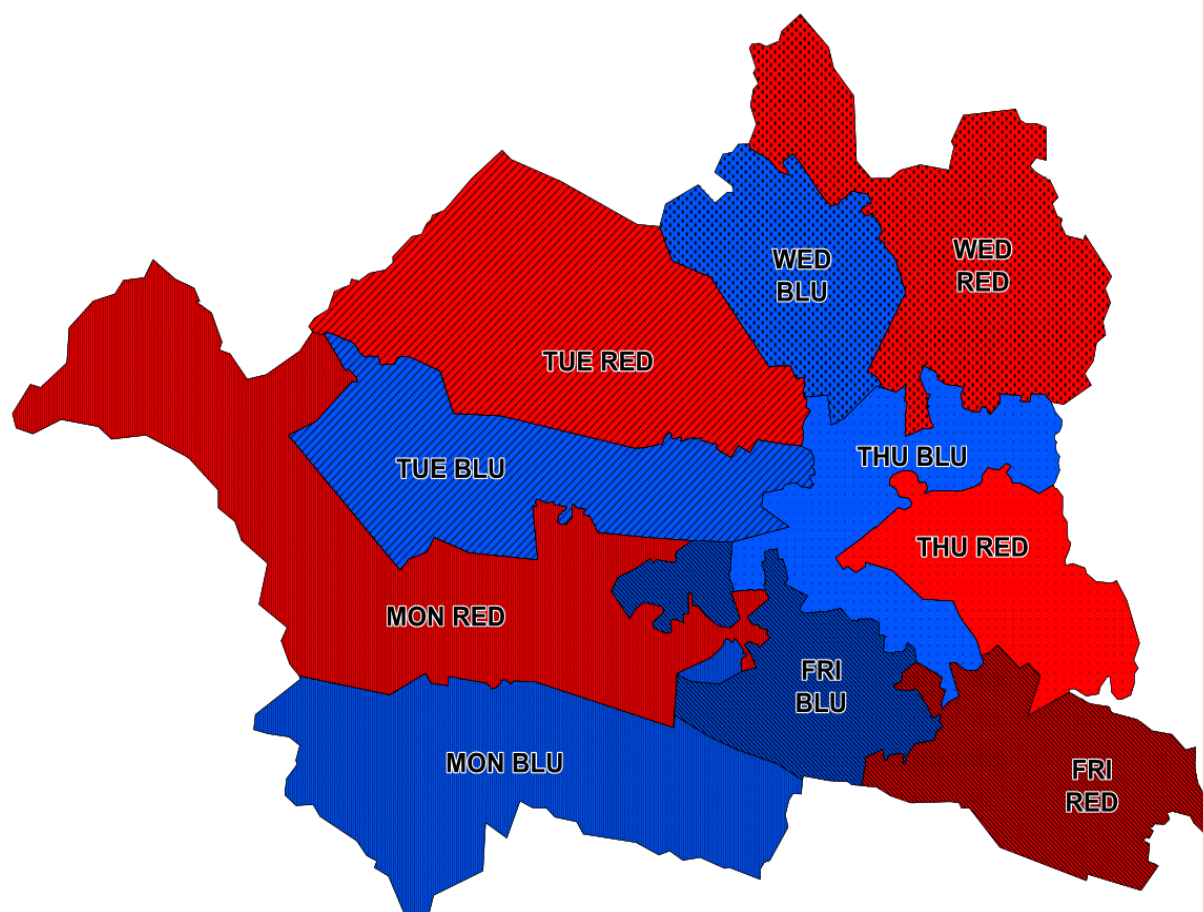 WED
BLU
WED
RED
TUE RED
TUE BLU
THU BLU
THU RED
MON RED
FRI
BLU
MON BLU
FRI
RED